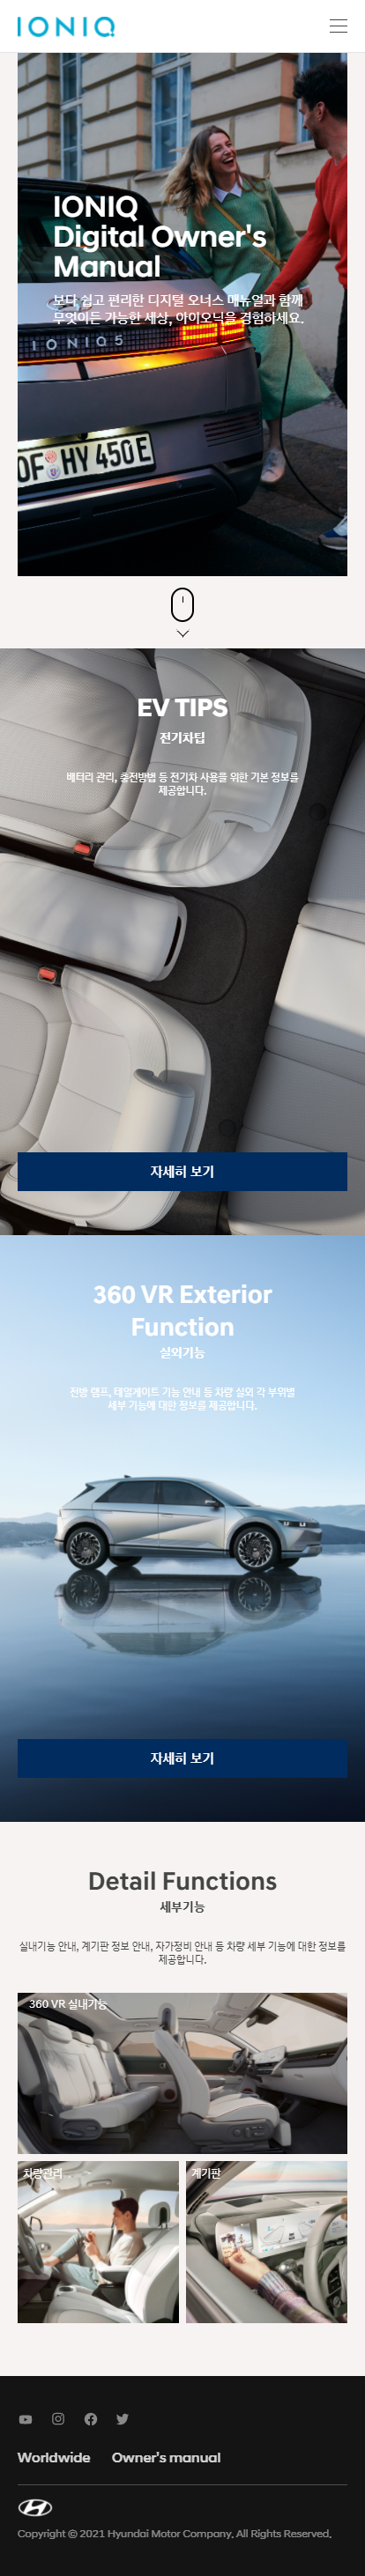 IONIQ
IONIQ
Digital Owner's
Manual
보다 쉽고 편리한 디지털 오너스 매뉴얼과 함께
무엇이든 가능한 세상, 아이오닉을 경험하세요.
IONIQ 5
OF HY 450E
EV TIPS
전기차팁
배터리 관리, 충전방법 등 전기차 사용을 위한 기본 정보를
제공합니다.
자세히 보기
360 VR Exterior
Function
실외기능
전방 램프, 테일게이트 기능 안내 등 차량 실외 각 부위별
세부 기능에 대한 정보를 제공합니다.
자세히 보기
Detail Functions
세부기능
실내기능 안내, 계기판 정보 안내, 자가정비 안내 등 차량 세부 기능에 대한 정보를
제공합니다.
360 VR 실내기능
차량관리
계기판
Worldwide
Owner's manual
Copyright © 2021 Hyundai Motor Company. All Rights Reserved.